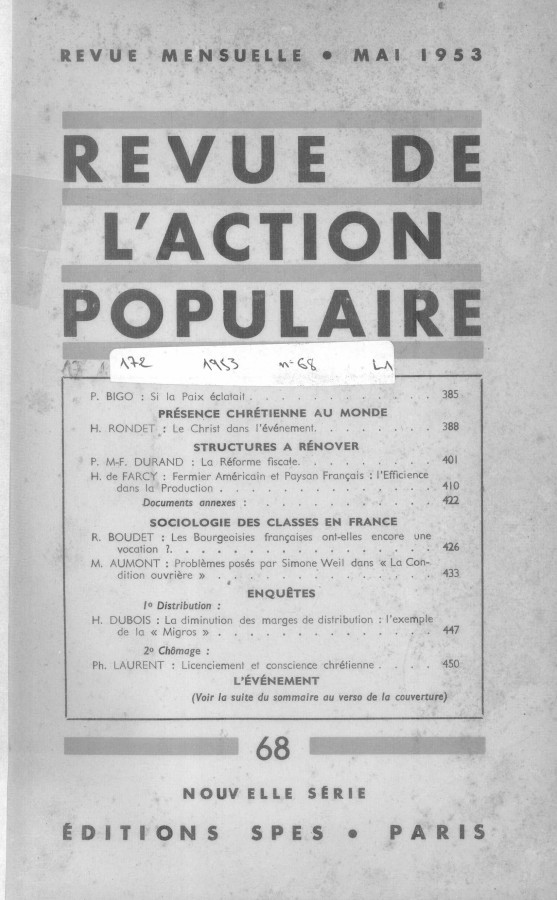 REVUE MENSUELLE • MAI 1953
REVUE DE
L'ACTION
POPULAIRE
172 1953 n=68 L1
P. BIGO : Si la Paix éclatait . . . . . . . . . . . 385
PRÉSENCE CHRÉTIENNE AU MONDE
H. RONDET : Le Christ dans l'événement. . . . . . . . 388
STRUCTURES A RÉNOVER
P. M-F. DURAND : La Réforme fiscale. . . . . . . . . 401
H. de FARCY : Fermier Américain et Paysan Français : l'Efficience
dans la Production . . . . . . . . . . . . . 410
Documents annexes : . . . . . . . . . . 422
SOCIOLOGIE DES CLASSES EN FRANCE
R. BOUDET : Les Bourgeoisies françaises ont-elles encore une
vocation ?. . . . . . . . . . . . . . . . 426
M. AUMONT : Problèmes posés par Simone Weil dans « La Con-
dition ouvrière » . . . . . . . . . . . . . 433
ENQUÊTES
1º Distribution :
H. DUBOIS : La diminution des marges de distribution : l'exemple
de la « Migros » . . . . . . . . . . . . . 447
2º Chômage :
Ph. LAURENT : Licenciement et conscience chrétienne . . . . 450
L'ÉVÉNEMENT
(Voir la suite du sommaire au verso de la couverture)
68
NOUVELLE SÉRIE
ÉDITIONS SPES • PARIS